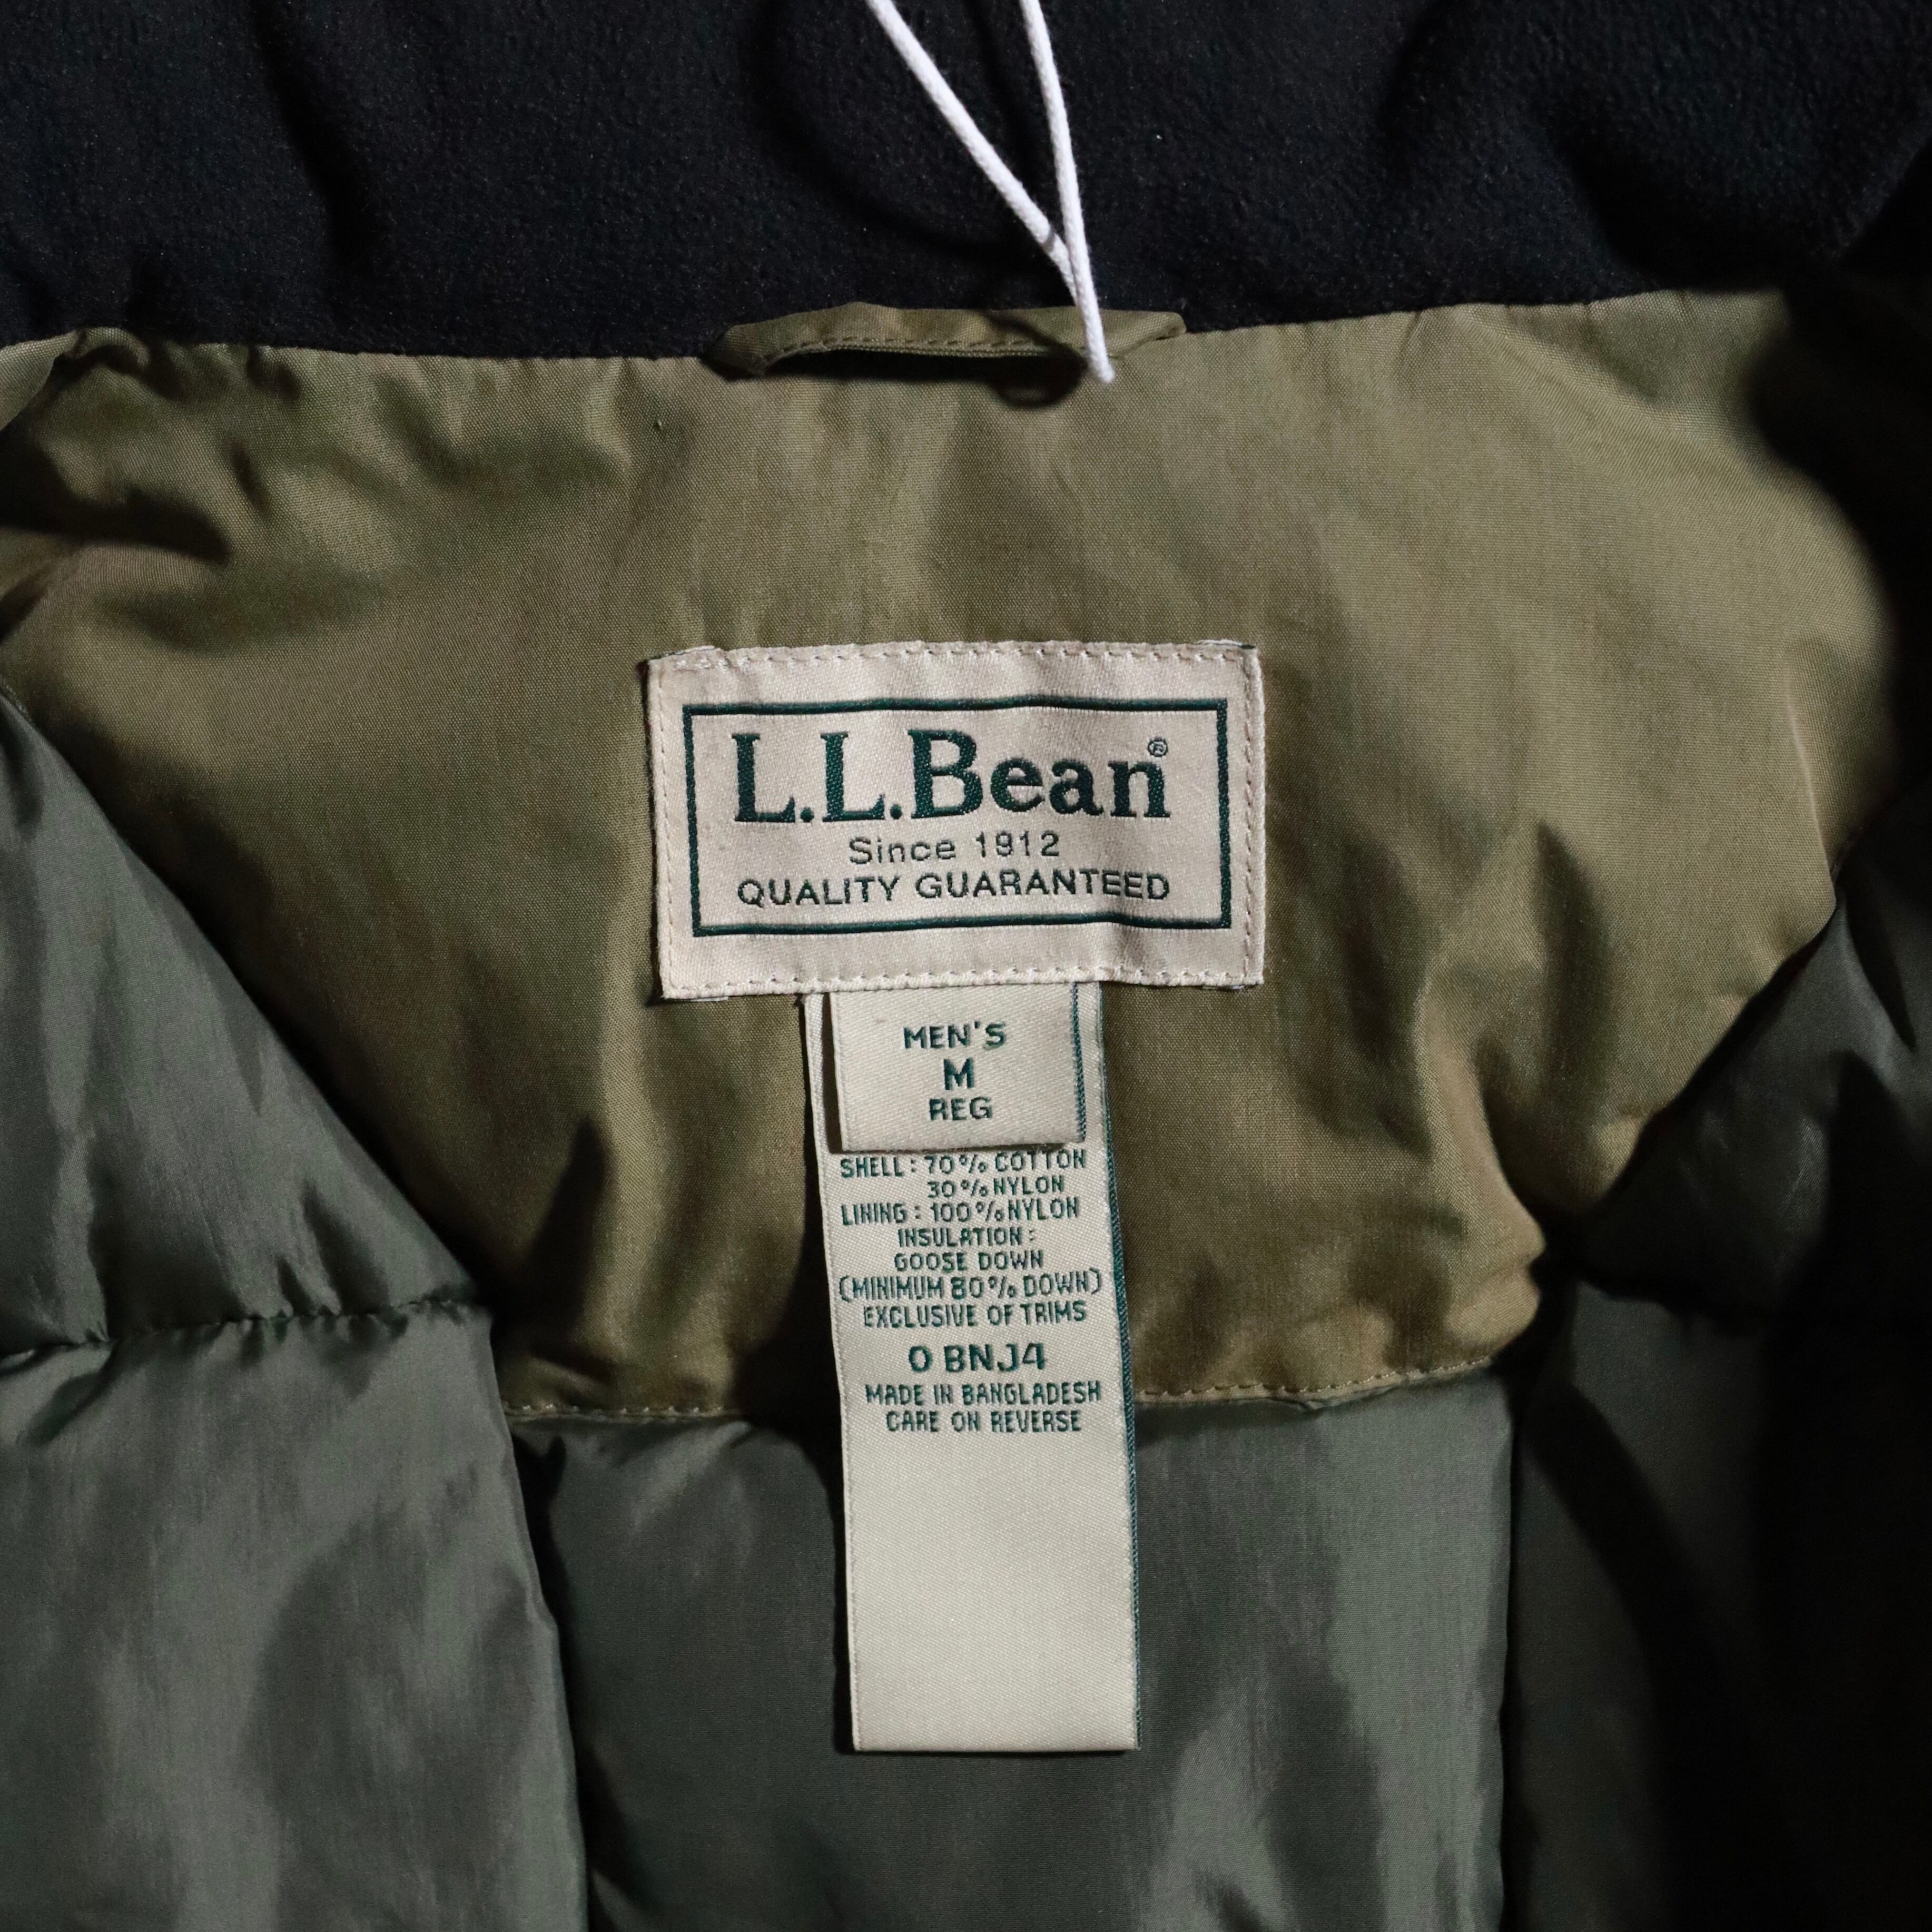 L.L.Bean®
Since 1912
QUALITY GUARANTEED
MEN'S
M
REG
SHELL: 70% COTTON
30% NYLON
LINING: 100% NYLON
INSULATION:
GOOSE DOWN
(MINIMUM 80% DOWN)
EXCLUSIVE OF TRIMS
0 BNJ4
MADE IN BANGLADESH
CARE ON REVERSE